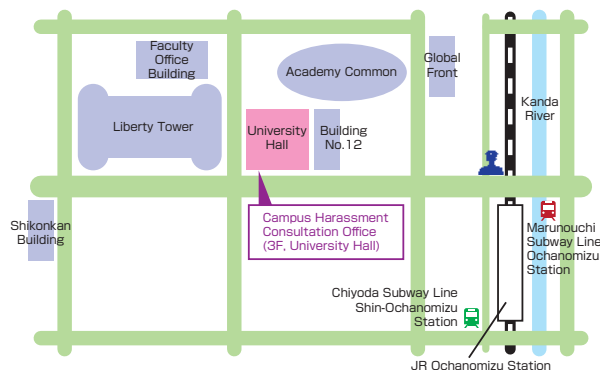 Faculty
Office
Building
Academy Common
Global
Front
Kanda
River
Liberty Tower
University
Hall
Building
No.12
Shikonkan
Building
Campus Harassment
Consultation Office
(3F, University Hall)
Marunouchi
Subway Line
Ochanomizu
Station
Chiyoda Subway Line
Shin-Ochanomizu
Station
JR Ochanomizu Station